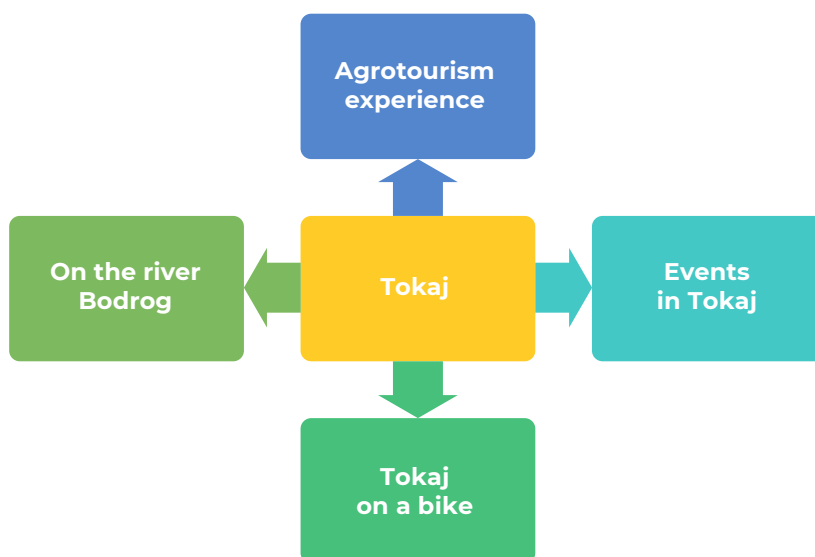 Agrotourism
experience
On the river
Bodrog
Tokaj
Events
in Tokaj
Tokaj
on a bike